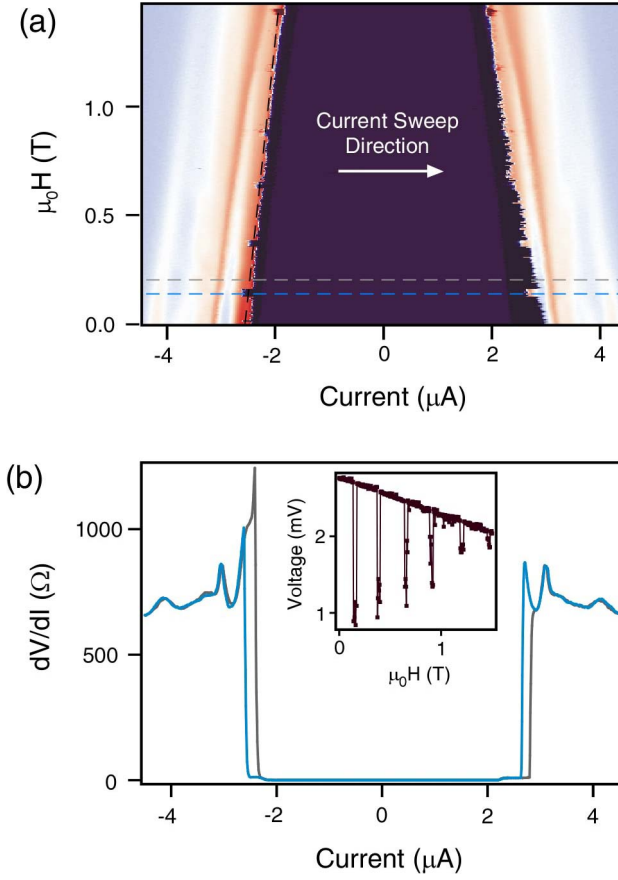 (a)
μ₀H (T)
1.0
0.5
0.0
Current Sweep
Direction
-4 -2 0 2 4
Current (μA)
(b)
dV/dI (Ω)
1000
500
0
Voltage (mV)
2
1
0 1
μ₀H (T)
-4 -2 0 2 4
Current (μA)